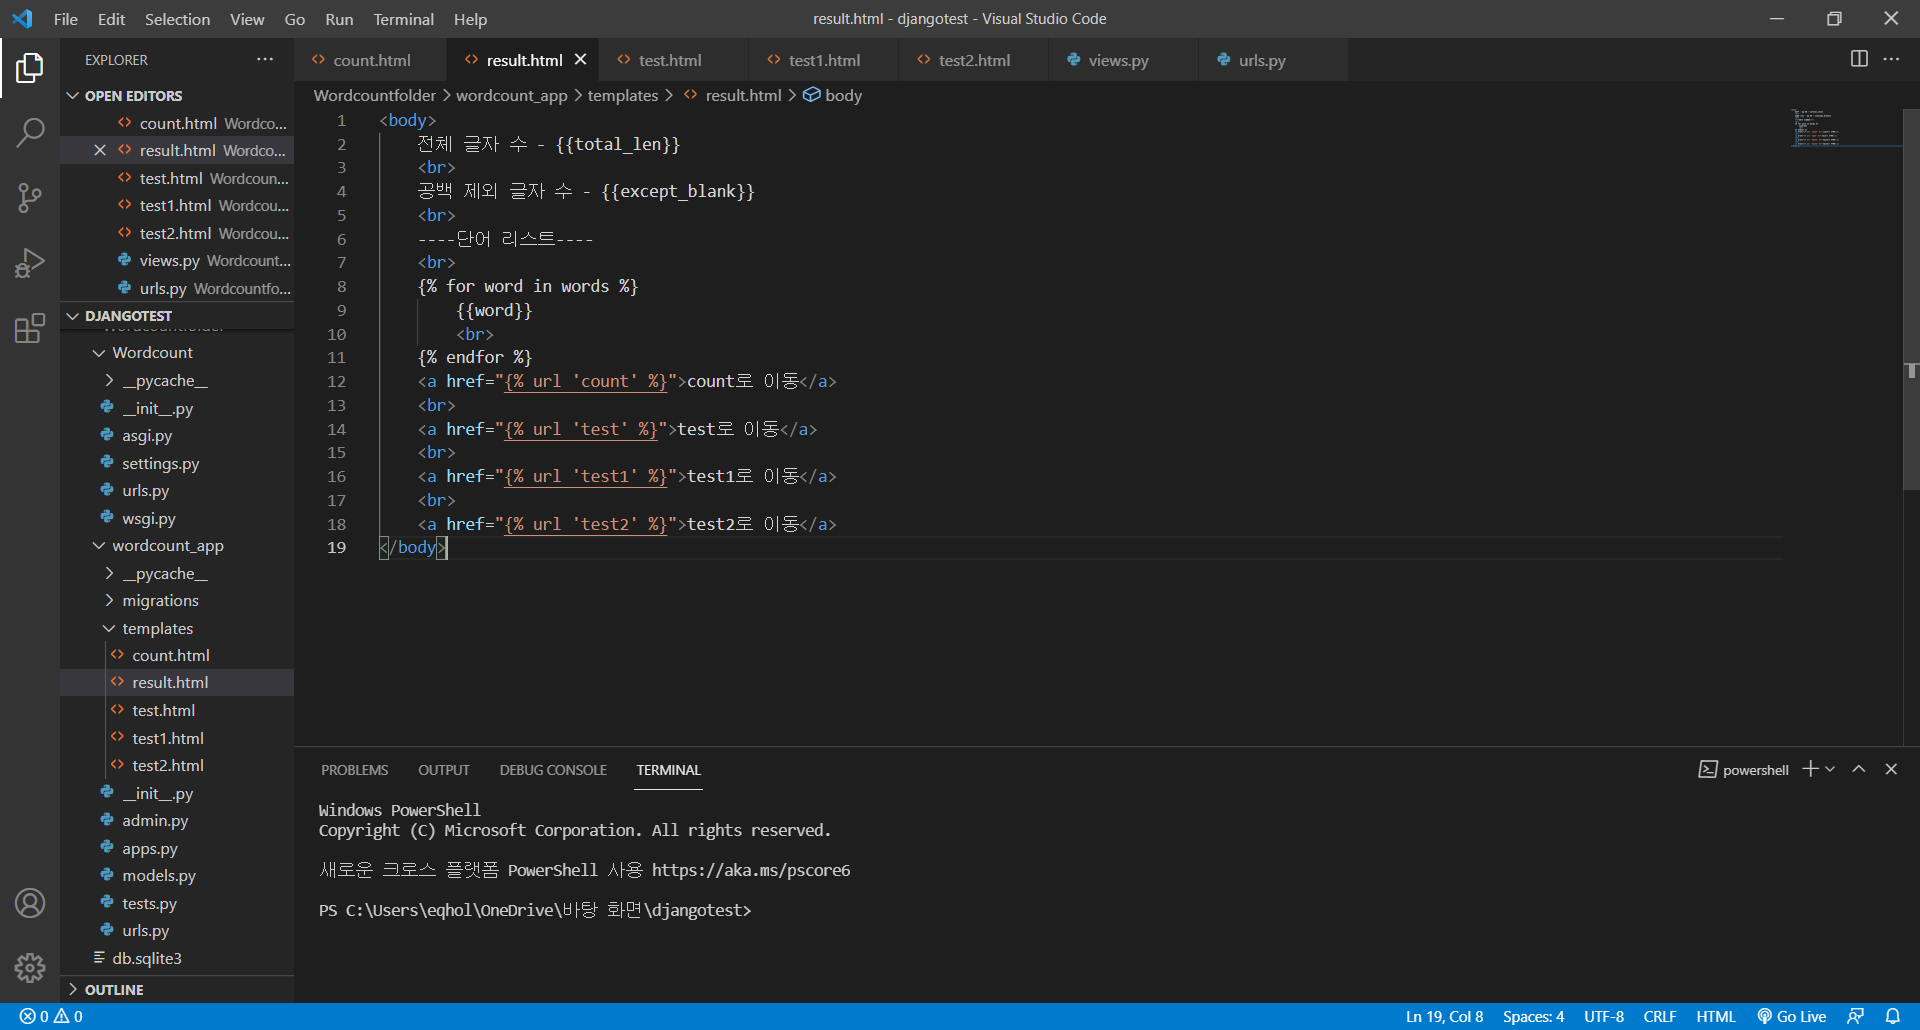 File Edit Selection View Go Run Terminal Help result.html - djangotest - Visual Studio Code
EXPLORER
OPEN EDITORS
count.html Wordco...
result.html Wordco...
test.html Wordcoun...
test1.html Wordcou...
test2.html Wordcou...
views.py Wordcount...
urls.py Wordcountfo...
DJANGOTEST
Wordcountfolder
Wordcount
__pycache__
__init__.py
asgi.py
settings.py
urls.py
wsgi.py
wordcount_app
__pycache__
migrations
templates
count.html
result.html
test.html
test1.html
test2.html
__init__.py
admin.py
apps.py
models.py
tests.py
urls.py
db.sqlite3
OUTLINE
count.html result.html test.html test1.html test2.html views.py urls.py
Wordcountfolder > wordcount_app > templates > result.html > body
1 <body>
2 전체 글자 수 - {{total_len}}
3 <br>
4 공백 제외 글자 수 - {{except_blank}}
5 <br>
6 ----단어 리스트----
7 <br>
8 {% for word in words %}
9 {{word}}
10 <br>
11 {% endfor %}
12 <a href="{% url 'count' %}">count로 이동</a>
13 <br>
14 <a href="{% url 'test' %}">test로 이동</a>
15 <br>
16 <a href="{% url 'test1' %}">test1로 이동</a>
17 <br>
18 <a href="{% url 'test2' %}">test2로 이동</a>
19 </body>
PROBLEMS OUTPUT DEBUG CONSOLE TERMINAL powershell
Windows PowerShell
Copyright (C) Microsoft Corporation. All rights reserved.
새로운 크로스 플랫폼 PowerShell 사용 https://aka.ms/pscore6
PS C:\Users\eqhol\OneDrive\바탕 화면\djangotest>
0 0 Ln 19, Col 8 Spaces: 4 UTF-8 CRLF HTML Go Live